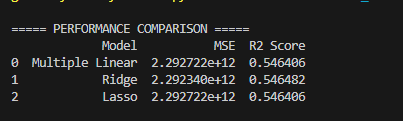 ===== PERFORMANCE COMPARISON =====
Model MSE R2 Score
0 Multiple Linear 2.292722e+12 0.546406
1 Ridge 2.292340e+12 0.546482
2 Lasso 2.292722e+12 0.546406